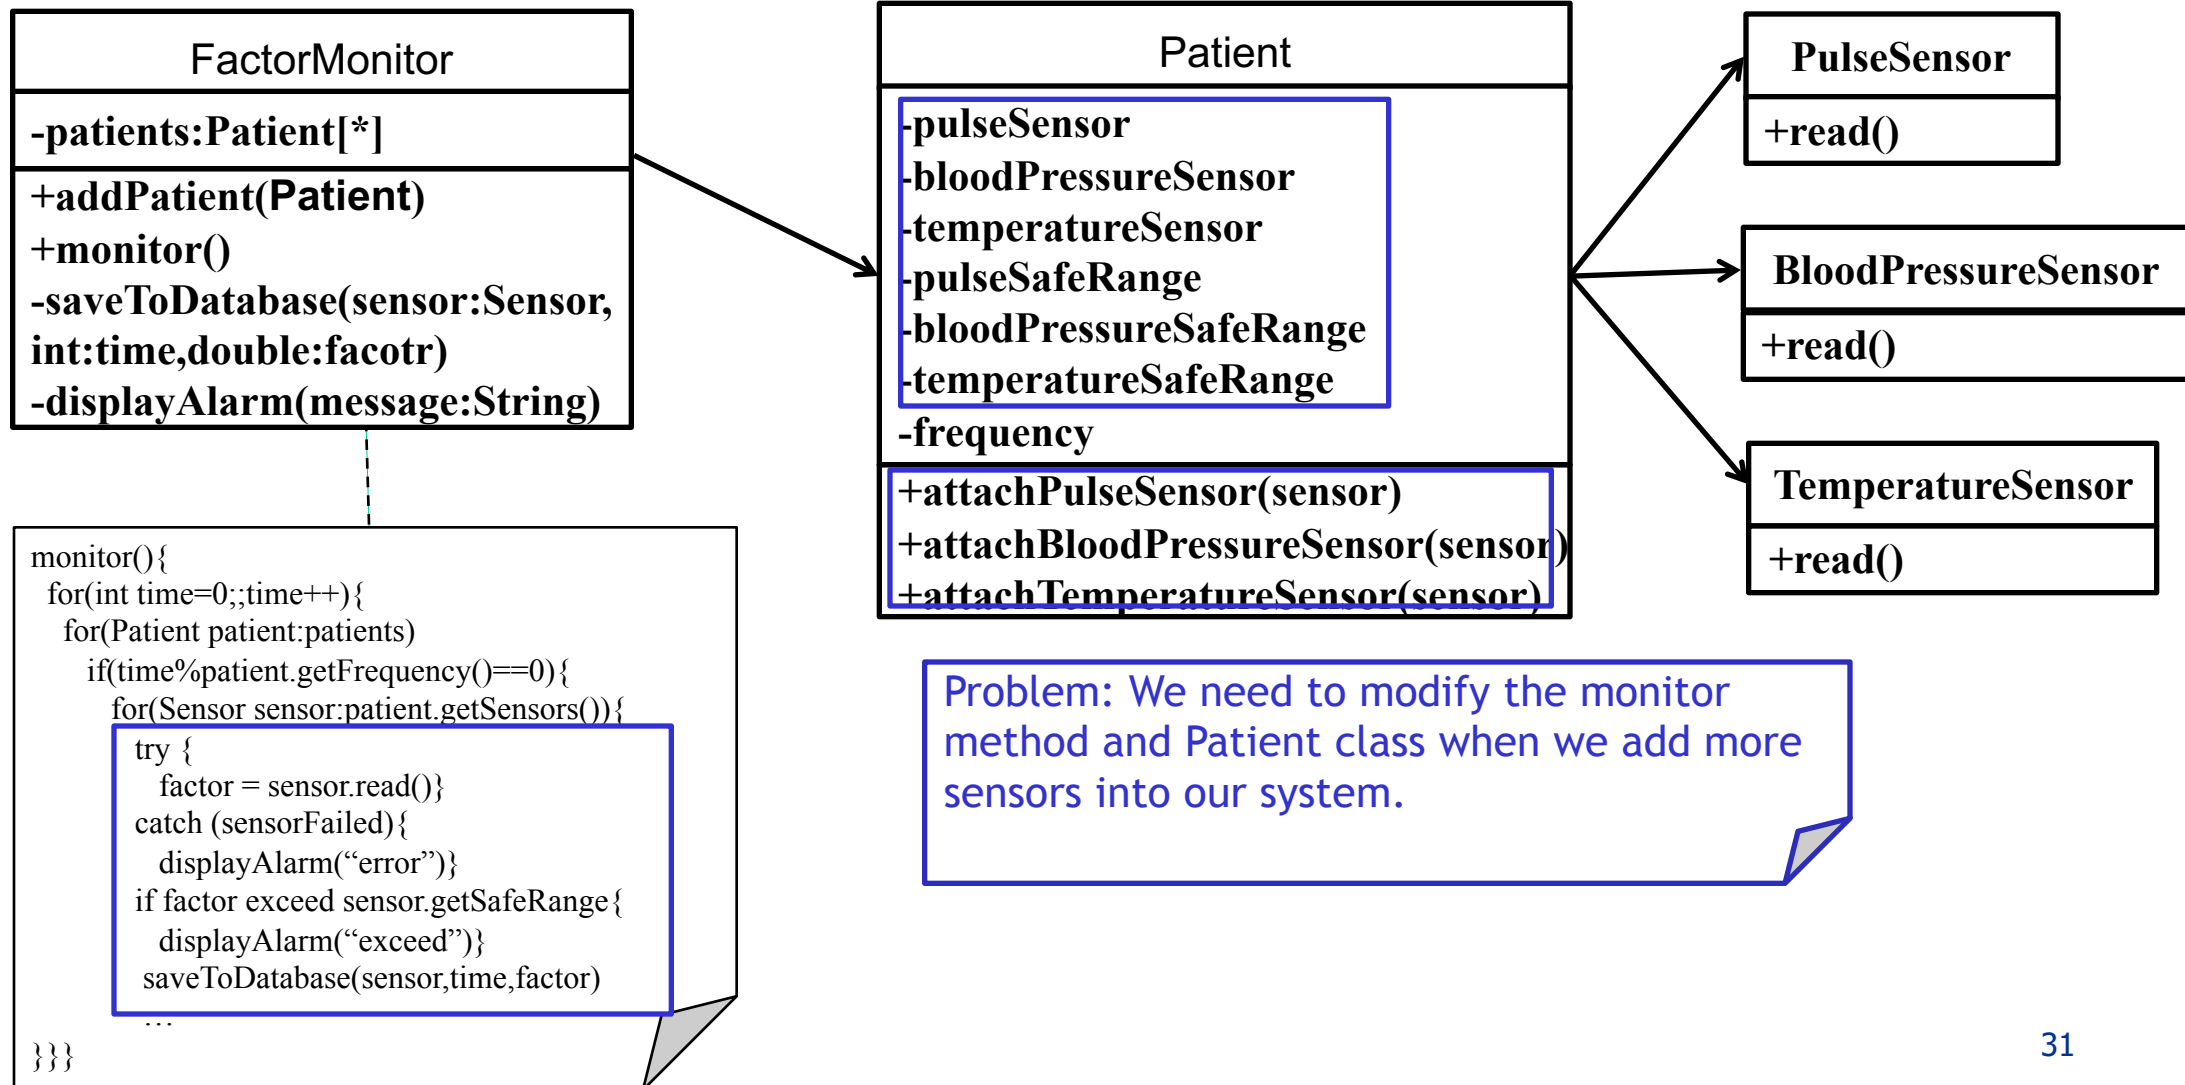 FactorMonitor
-patients:Patient[*]
+addPatient(Patient)
+monitor()
-saveToDatabase(sensor:Sensor,
int:time,double:facotr)
-displayAlarm(message:String)
monitor(){
for(int time=0;;time++){
for(Patient patient:patients)
if(time%patient.getFrequency()==0){
for(Sensor sensor:patient.getSensors()){
try {
factor = sensor.read()}
catch (sensorFailed){
displayAlarm(“error”)}
if factor exceed sensor.getSafeRange{
displayAlarm(“exceed”)}
saveToDatabase(sensor,time,factor)
…
}}}
Patient
-pulseSensor
-bloodPressureSensor
-temperatureSensor
-pulseSafeRange
-bloodPressureSafeRange
-temperatureSafeRange
-frequency
+attachPulseSensor(sensor)
+attachBloodPressureSensor(sensor)
+attachTemperatureSensor(sensor)
PulseSensor
+read()
BloodPressureSensor
+read()
TemperatureSensor
+read()
Problem: We need to modify the monitor
method and Patient class when we add more
sensors into our system.
31